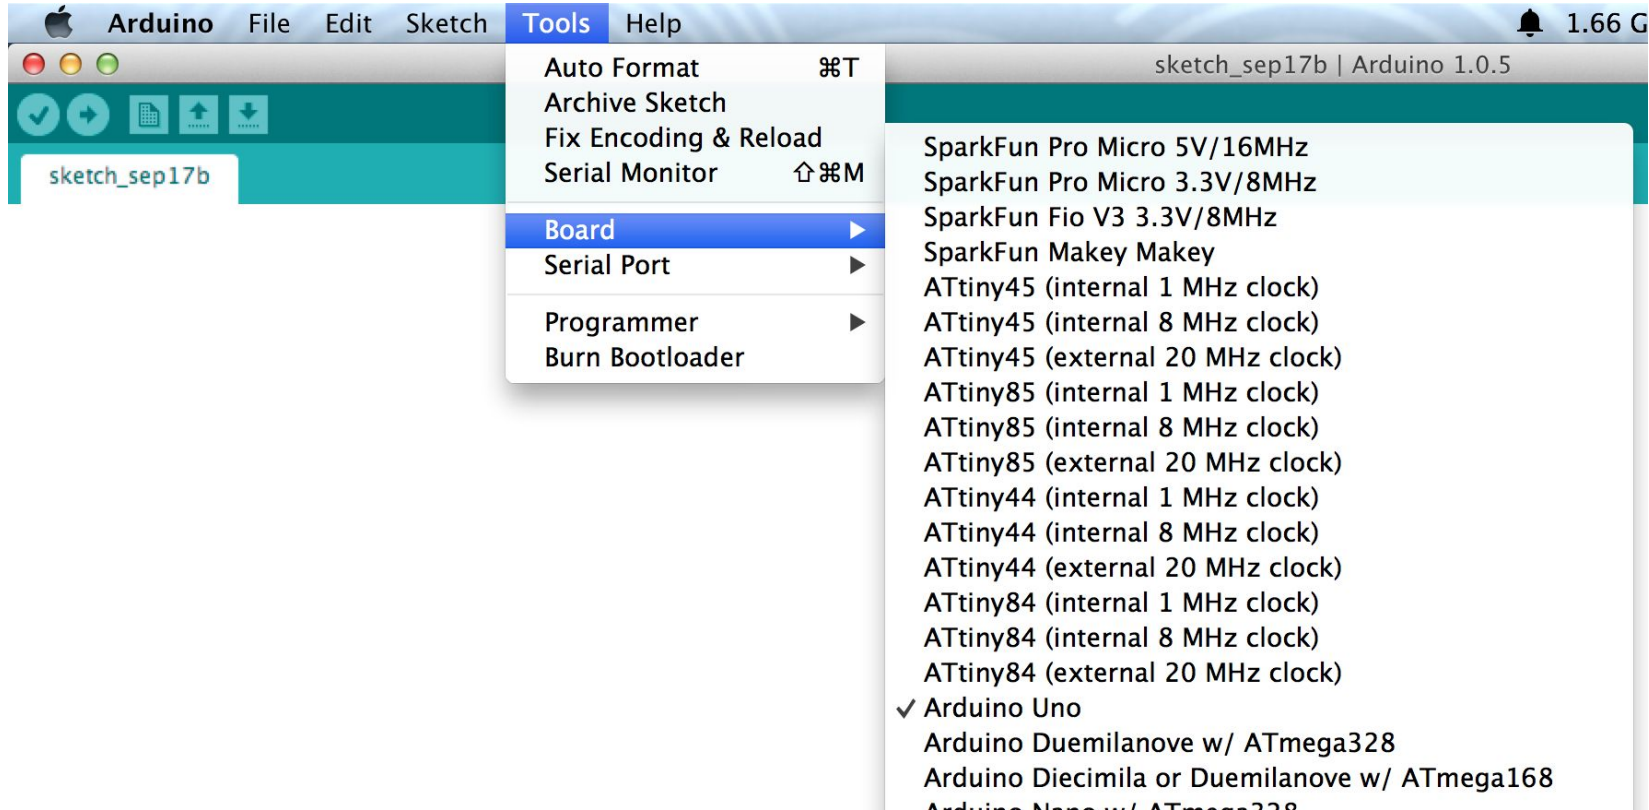 Arduino File Edit Sketch Tools Help 1.66 G
sketch_sep17b | Arduino 1.0.5
sketch_sep17b
Auto Format ⌘T
Archive Sketch
Fix Encoding & Reload
Serial Monitor ⇧⌘M
Board
Serial Port
Programmer
Burn Bootloader
SparkFun Pro Micro 5V/16MHz
SparkFun Pro Micro 3.3V/8MHz
SparkFun Fio V3 3.3V/8MHz
SparkFun Makey Makey
ATtiny45 (internal 1 MHz clock)
ATtiny45 (internal 8 MHz clock)
ATtiny45 (external 20 MHz clock)
ATtiny85 (internal 1 MHz clock)
ATtiny85 (internal 8 MHz clock)
ATtiny85 (external 20 MHz clock)
ATtiny44 (internal 1 MHz clock)
ATtiny44 (internal 8 MHz clock)
ATtiny44 (external 20 MHz clock)
ATtiny84 (internal 1 MHz clock)
ATtiny84 (internal 8 MHz clock)
ATtiny84 (external 20 MHz clock)
✓ Arduino Uno
Arduino Duemilanove w/ ATmega328
Arduino Diecimila or Duemilanove w/ ATmega168
Arduino Nano w/ ATmega328